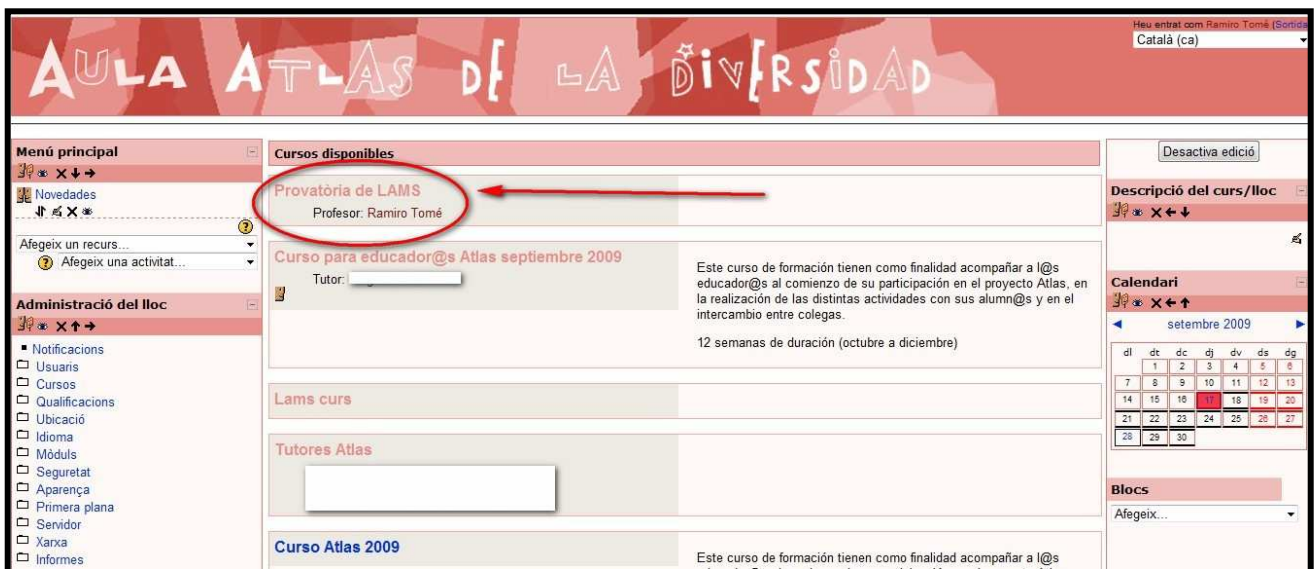 AULA ATLAS DE LA DIVERSIDAD
Heu entrat com Ramiro Tomé (Sortida
Català (ca)
Menú principal
Novedades
Afegeix un recurs...
Afegeix una activitat...
Administració del lloc
Notificacions
Usuaris
Cursos
Qualificacions
Ubicació
Idioma
Mòduls
Seguretat
Aparença
Primera plana
Servidor
Xarxa
Informes
Cursos disponibles
Provatòria de LAMS
Profesor: Ramiro Tomé
Curso para educador@s Atlas septiembre 2009
Tutor:
Este curso de formación tienen como finalidad acompañar a l@s
educador@s al comienzo de su participación en el proyecto Atlas, en
la realización de las distintas actividades con sus alumn@s y en el
intercambio entre colegas.
12 semanas de duración (octubre a diciembre)
Lams curs
Tutores Atlas
Curso Atlas 2009
Este curso de formación tienen como finalidad acompañar a l@s
Desactiva edició
Descripció del curs/lloc
Calendari
setembre 2009
dl dt dc dj dv ds dg
1 2 3 4 5 6
7 8 9 10 11 12 13
14 15 16 17 18 19 20
21 22 23 24 25 26 27
28 29 30
Blocs
Afegeix...